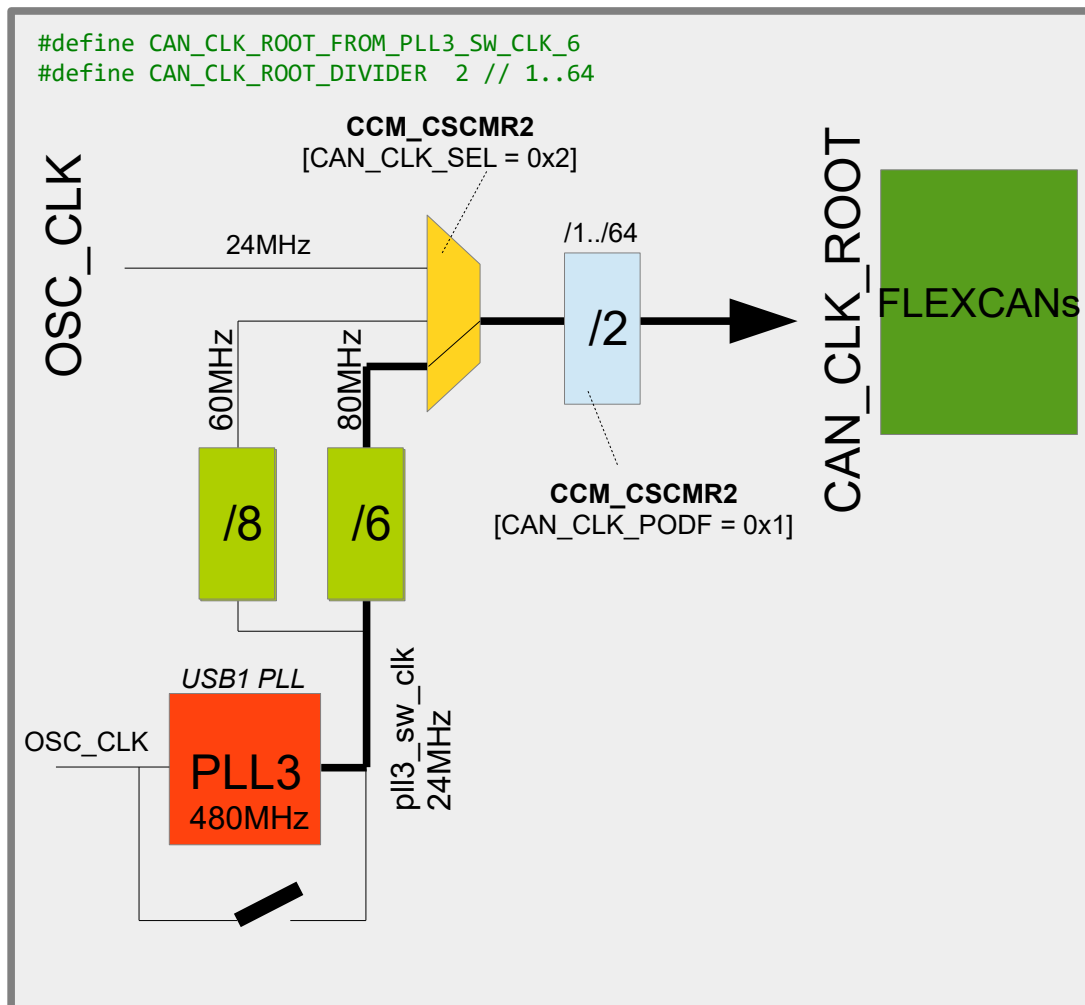 #define CAN_CLK_ROOT_FROM_PLL3_SW_CLK_6
#define CAN_CLK_ROOT_DIVIDER  2 // 1..64
CCM_CSCMR2
[CAN_CLK_SEL = 0x2]
OSC_CLK
24MHz
/1../64
/2
CAN_CLK_ROOT
FLEXCANs
60MHz
80MHz
CCM_CSCMR2
[CAN_CLK_PODF = 0x1]
/8
/6
USB1 PLL
OSC_CLK
PLL3
480MHz
pll3_sw_clk
24MHz